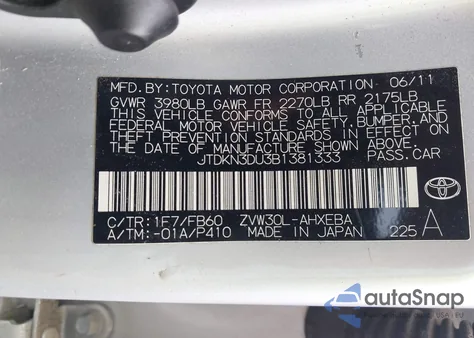 MFD. BY: TOYOTA MOTOR CORPORATION 06/11
GVWR 3980LB GAWR FR 2270LB RR 2175LB
THIS VEHICLE CONFORMS TO ALL APPLICABLE
FEDERAL MOTOR VEHICLE SAFETY, BUMPER, AND
THEFT PREVENTION STANDARDS IN EFFECT ON
THE DATE OF MANUFACTURE SHOWN ABOVE.
JTDKN3DU3B1381333 PASS. CAR
C/TR: 1F7/FB60 ZVW30L-AHXEBA
A/TM: -01A/P410 MADE IN JAPAN 225 A
TOYOTA
autoSnap